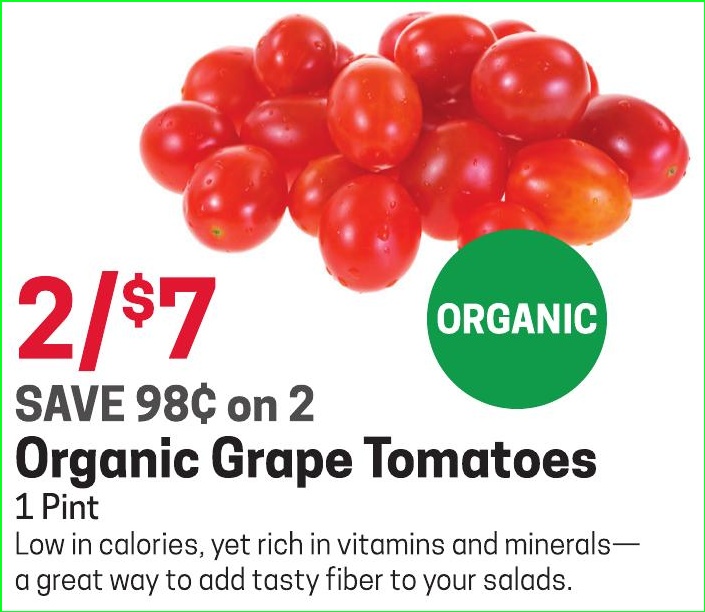 ORGANIC
2/$7
SAVE 98¢ on 2
Organic Grape Tomatoes
1 Pint
Low in calories, yet rich in vitamins and minerals—
a great way to add tasty fiber to your salads.